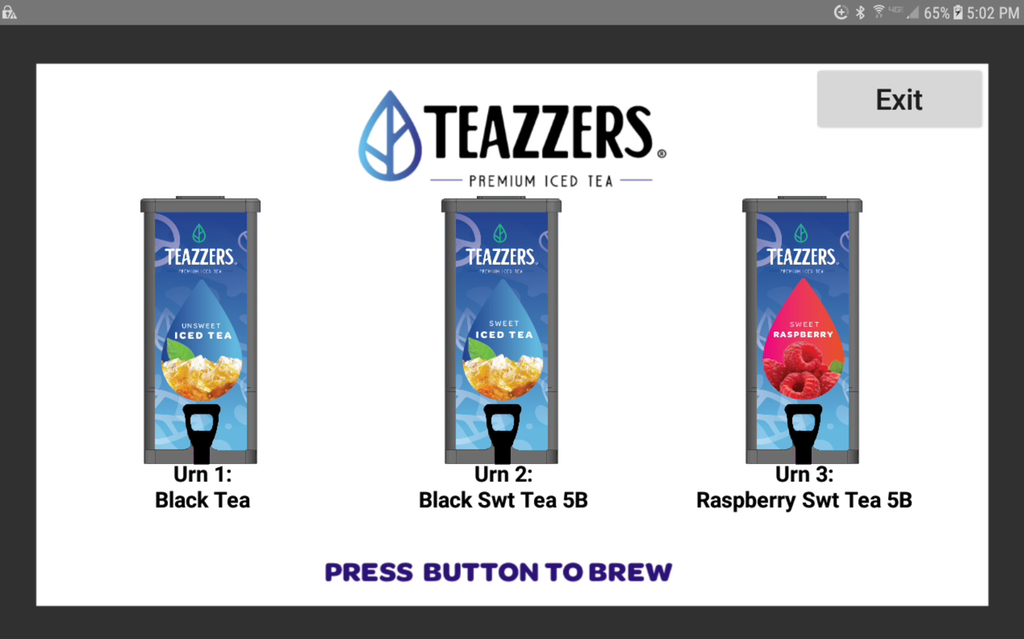 65% 5:02 PM
Exit
TEAZZERS®
PREMIUM ICED TEA
TEAZZERS
PREMIUM ICED TEA
UNSWEET
ICED TEA
TEAZZERS
PREMIUM ICED TEA
SWEET
ICED TEA
TEAZZERS
PREMIUM ICED TEA
SWEET
RASPBERRY
Urn 1:
Black Tea
Urn 2:
Black Swt Tea 5B
Urn 3:
Raspberry Swt Tea 5B
PRESS BUTTON TO BREW